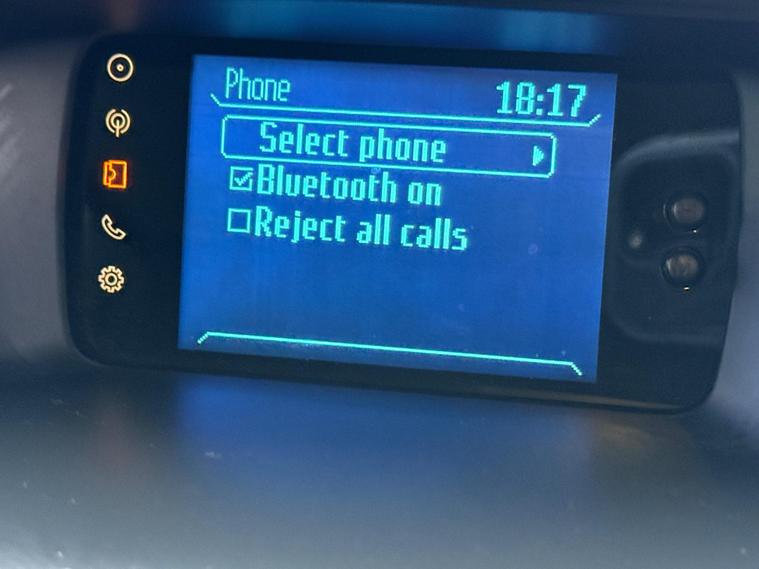 Phone
18:17
Select phone
Bluetooth on
Reject all calls